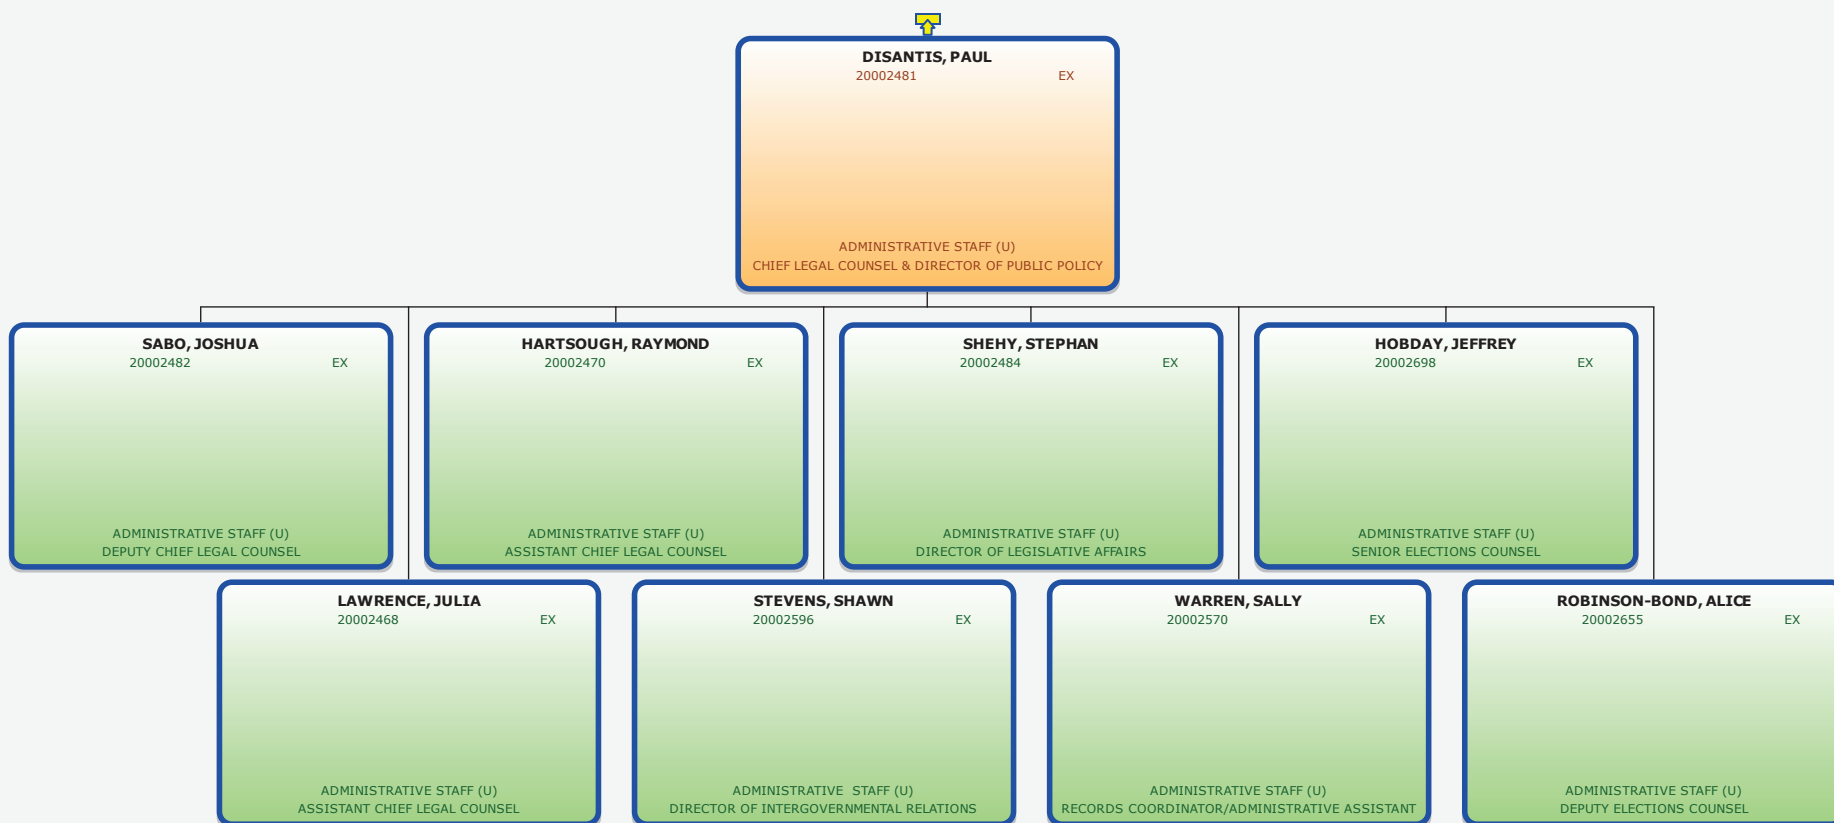 DISANTIS, PAUL
20002481 EX
ADMINISTRATIVE STAFF (U)
CHIEF LEGAL COUNSEL & DIRECTOR OF PUBLIC POLICY
SABO, JOSHUA
20002482 EX
ADMINISTRATIVE STAFF (U)
DEPUTY CHIEF LEGAL COUNSEL
HARTSOUGH, RAYMOND
20002470 EX
ADMINISTRATIVE STAFF (U)
ASSISTANT CHIEF LEGAL COUNSEL
SHEHY, STEPHAN
20002484 EX
ADMINISTRATIVE STAFF (U)
DIRECTOR OF LEGISLATIVE AFFAIRS
HOBDAY, JEFFREY
20002698 EX
ADMINISTRATIVE STAFF (U)
SENIOR ELECTIONS COUNSEL
LAWRENCE, JULIA
20002468 EX
ADMINISTRATIVE STAFF (U)
ASSISTANT CHIEF LEGAL COUNSEL
STEVENS, SHAWN
20002596 EX
ADMINISTRATIVE STAFF (U)
DIRECTOR OF INTERGOVERNMENTAL RELATIONS
WARREN, SALLY
20002570 EX
ADMINISTRATIVE STAFF (U)
RECORDS COORDINATOR/ADMINISTRATIVE ASSISTANT
ROBINSON-BOND, ALICE
20002655 EX
ADMINISTRATIVE STAFF (U)
DEPUTY ELECTIONS COUNSEL